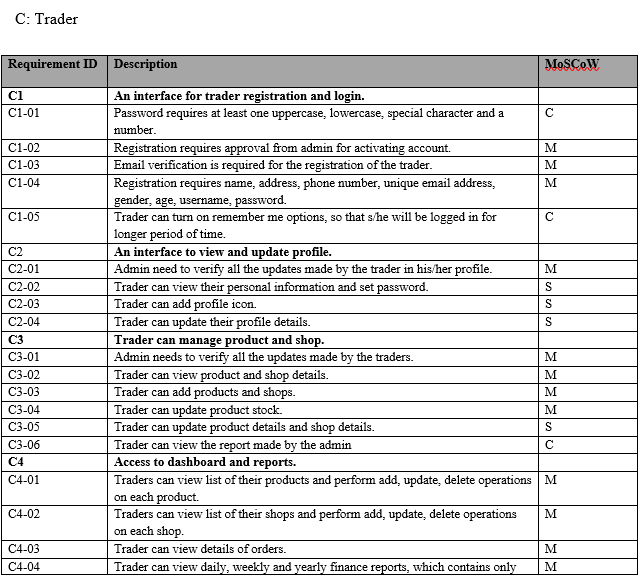 C: Trader
Requirement ID Description MoSCoW
C1 An interface for trader registration and login.
C1-01 Password requires at least one uppercase, lowercase, special character and a C
number.
C1-02 Registration requires approval from admin for activating account. M
C1-03 Email verification is required for the registration of the trader. M
C1-04 Registration requires name, address, phone number, unique email address, M
gender, age, username, password.
C1-05 Trader can turn on remember me options, so that s/he will be logged in for C
longer period of time.
C2 An interface to view and update profile.
C2-01 Admin need to verify all the updates made by the trader in his/her profile. M
C2-02 Trader can view their personal information and set password. S
C2-03 Trader can add profile icon. S
C2-04 Trader can update their profile details. S
C3 Trader can manage product and shop.
C3-01 Admin needs to verify all the updates made by the traders. M
C3-02 Trader can view product and shop details. M
C3-03 Trader can add products and shops. M
C3-04 Trader can update product stock. M
C3-05 Trader can update product details and shop details. S
C3-06 Trader can view the report made by the admin C
C4 Access to dashboard and reports.
C4-01 Traders can view list of their products and perform add, update, delete operations M
on each product.
C4-02 Traders can view list of their shops and perform add, update, delete operations M
on each shop.
C4-03 Trader can view details of orders. M
C4-04 Trader can view daily, weekly and yearly finance reports, which contains only M